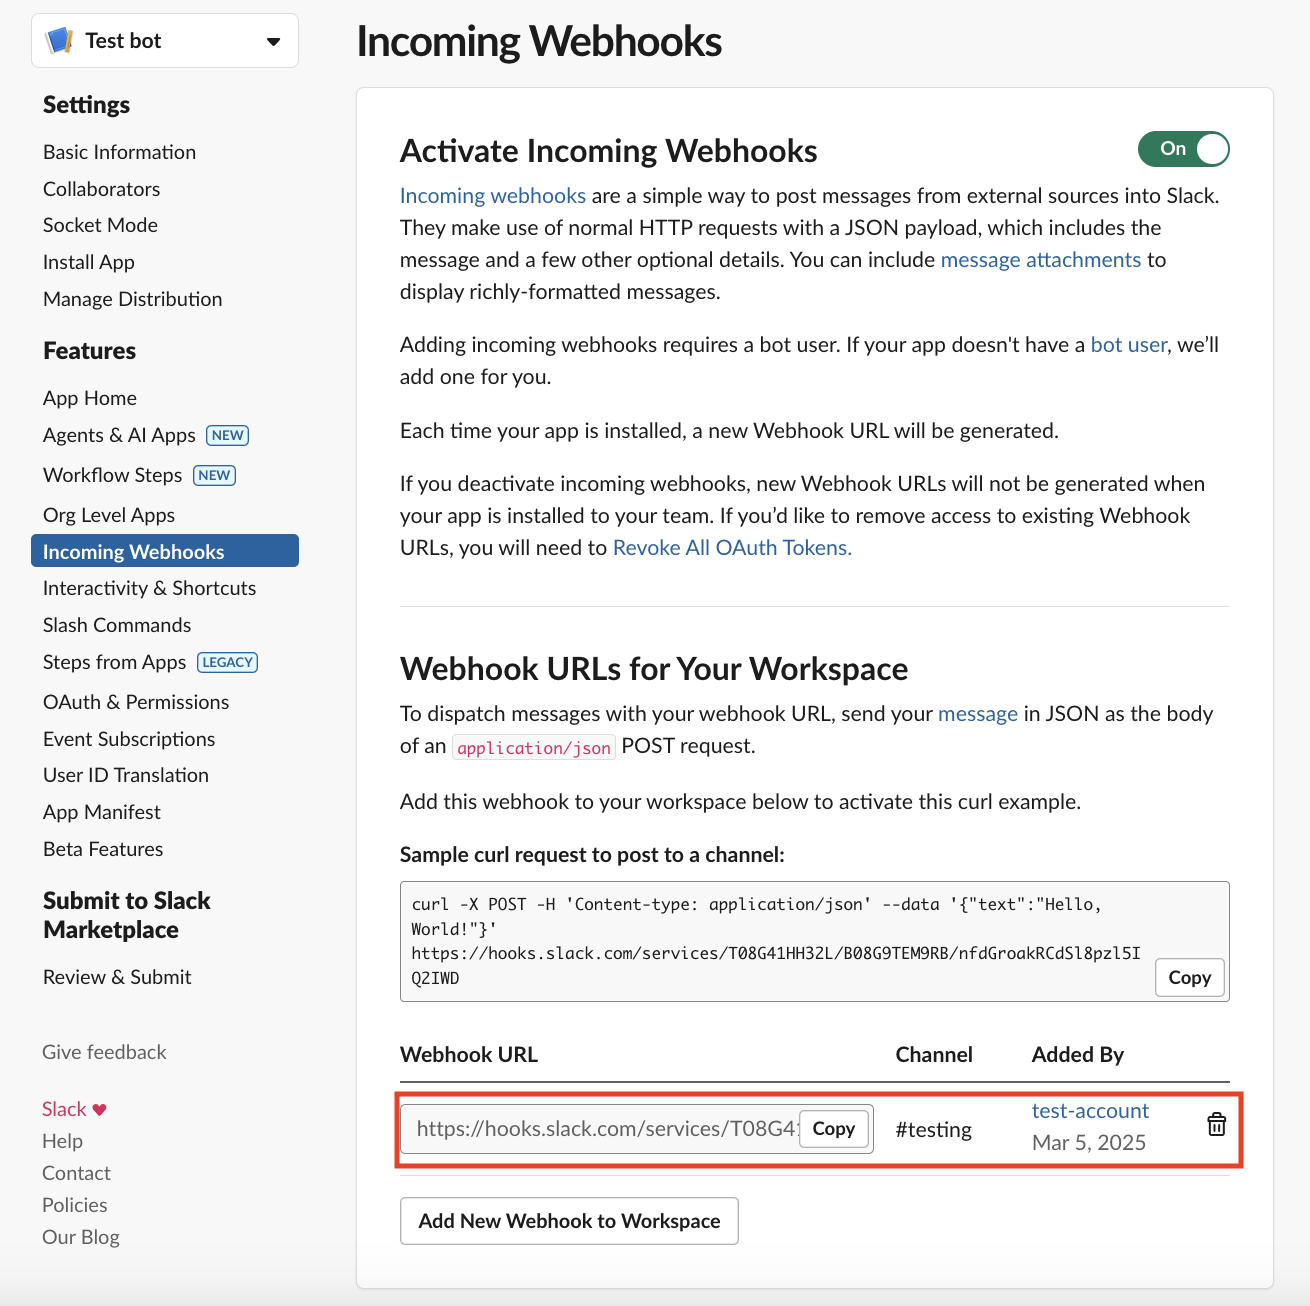 Test bot
Settings
Basic Information
Collaborators
Socket Mode
Install App
Manage Distribution
Features
App Home
Agents & AI Apps NEW
Workflow Steps NEW
Org Level Apps
Incoming Webhooks
Interactivity & Shortcuts
Slash Commands
Steps from Apps LEGACY
OAuth & Permissions
Event Subscriptions
User ID Translation
App Manifest
Beta Features
Submit to Slack
Marketplace
Review & Submit
Give feedback
Slack ♥
Help
Contact
Policies
Our Blog
Incoming Webhooks
Activate Incoming Webhooks
On
Incoming webhooks are a simple way to post messages from external sources into Slack.
They make use of normal HTTP requests with a JSON payload, which includes the
message and a few other optional details. You can include message attachments to
display richly-formatted messages.
Adding incoming webhooks requires a bot user. If your app doesn't have a bot user, we’ll
add one for you.
Each time your app is installed, a new Webhook URL will be generated.
If you deactivate incoming webhooks, new Webhook URLs will not be generated when
your app is installed to your team. If you’d like to remove access to existing Webhook
URLs, you will need to Revoke All OAuth Tokens.
Webhook URLs for Your Workspace
To dispatch messages with your webhook URL, send your message in JSON as the body
of an application/json POST request.
Add this webhook to your workspace below to activate this curl example.
Sample curl request to post to a channel:
curl -X POST -H 'Content-type: application/json' --data '{"text":"Hello,
World!"}'
https://hooks.slack.com/services/T08G41HH32L/B08G9TEM9RB/nfdGroakRCdSl8pzl5I
Q2IWD
Copy
Webhook URL Channel Added By
https://hooks.slack.com/services/T08G4 Copy #testing test-account
Mar 5, 2025
Add New Webhook to Workspace